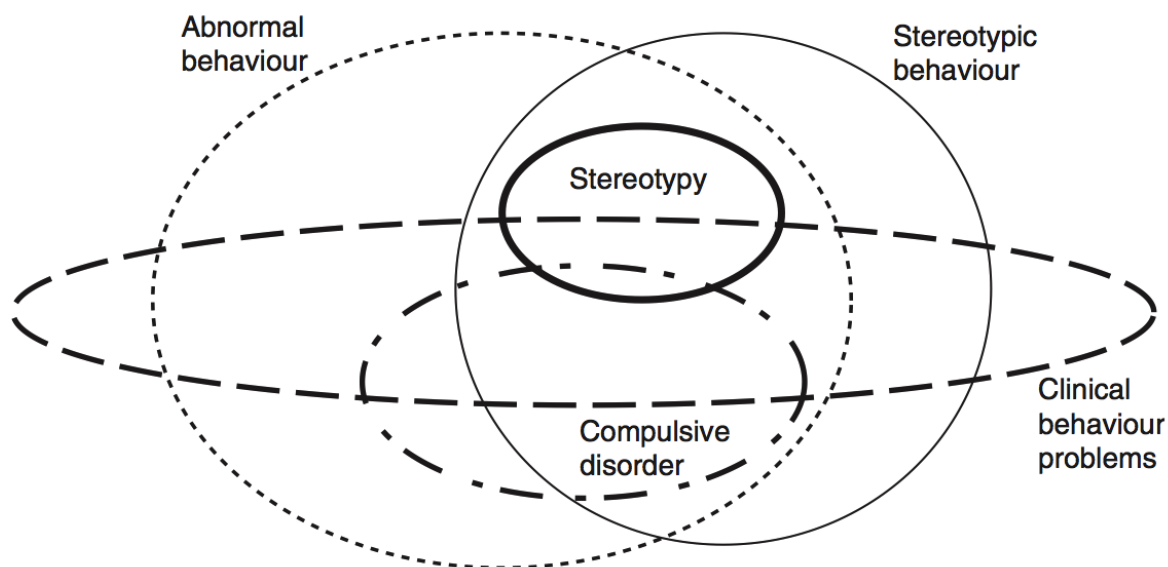 Abnormal
behaviour
Stereotypic
behaviour
Stereotypy
Clinical
behaviour
problems
Compulsive
disorder